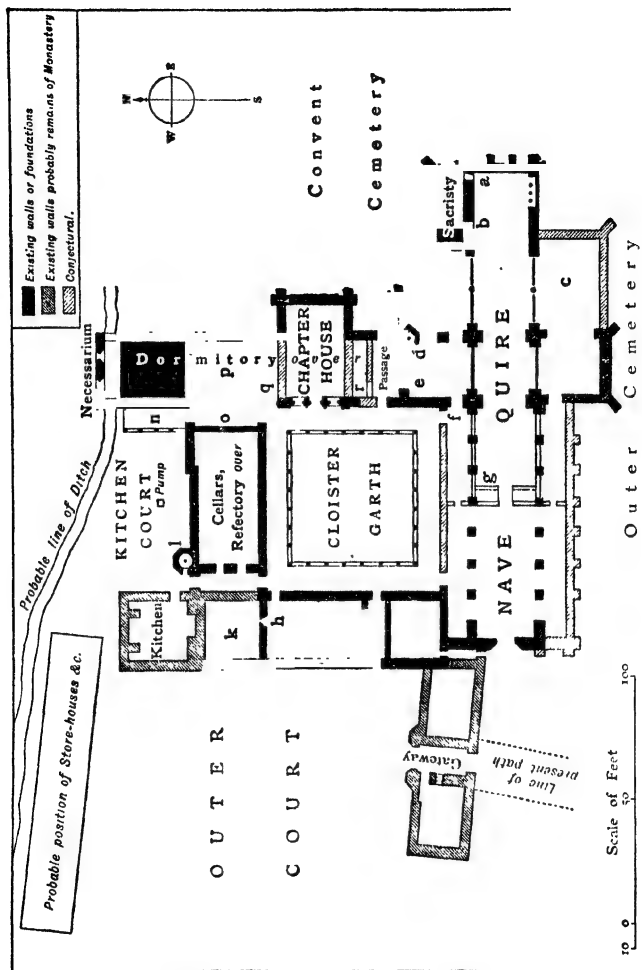 Existing walls or foundations
Existing walls probably remains of Monastery
Conjectural.
N
E
W
S
Convent
Cemetery
Probable position of Store-houses &c.
Probable line of Ditch
Necessarium
KITCHEN
COURT
Pump
Kitchen
Dormitory over
p
n
o
q
l
k
h
Cellars,
Refectory over
CHAPTER
HOUSE
r
Passage
CLOISTER
GARTH
Sacristy
a
b
c
d
e
f
g
QUIRE
NAVE
OUTER
COURT
Gateway
Line of
present path
Outer Cemetery
Scale of Feet
10 0 50 100